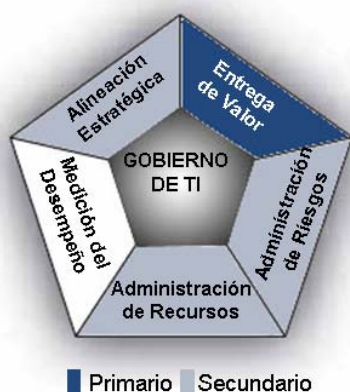 Alineación
Estratégica
Entrega
de Valor
GOBIERNO
DE TI
Medición del
Desempeño
Administración
de Riesgos
Administración
de Recursos
Primario Secundario